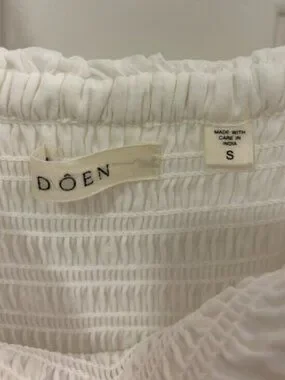 DÔEN
MADE WITH
CARE IN
INDIA
S